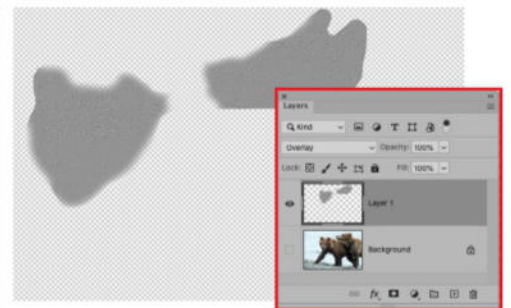 Layers
Kind
Overlay Opacity: 100%
Lock: Fill: 100%
Layer 1
Background